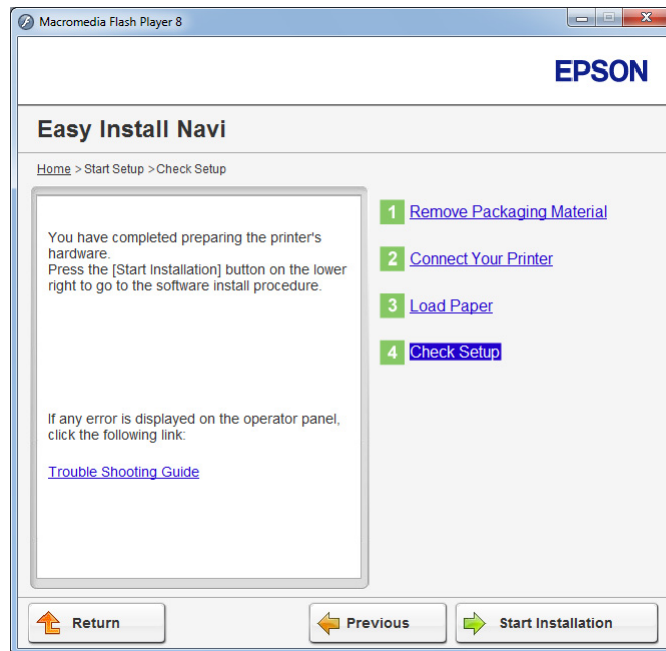 Macromedia Flash Player 8
EPSON
Easy Install Navi
Home > Start Setup >Check Setup
You have completed preparing the printer's
hardware.
Press the [Start Installation] button on the lower
right to go to the software install procedure.
If any error is displayed on the operator panel,
click the following link:
Trouble Shooting Guide
1 Remove Packaging Material
2 Connect Your Printer
3 Load Paper
4 Check Setup
Return
Previous
Start Installation